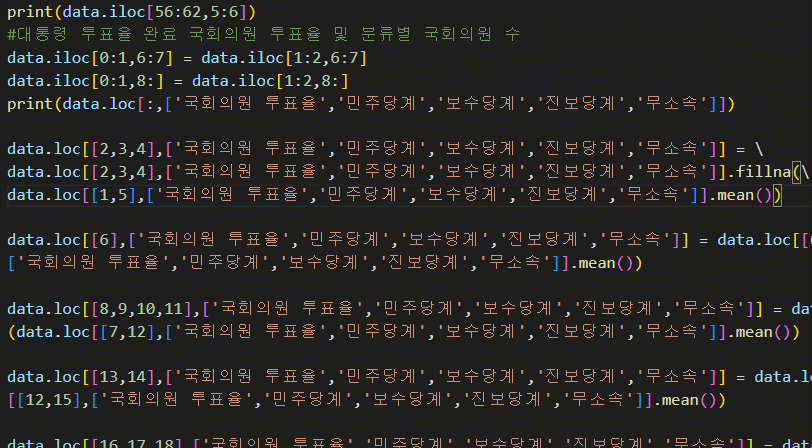 print(data.iloc[56:62,5:6])
#대통령 투표율 완료 국회의원 투표율 및 분류별 국회의원 수
data.iloc[0:1,6:7] = data.iloc[1:2,6:7]
data.iloc[0:1,8:] = data.iloc[1:2,8:]
print(data.loc[:,['국회의원 투표율','민주당계','보수당계','진보당계','무소속']])
data.loc[[2,3,4],['국회의원 투표율','민주당계','보수당계','진보당계','무소속']] = \
data.loc[[2,3,4],['국회의원 투표율','민주당계','보수당계','진보당계','무소속']].fillna(\
data.loc[[1,5],['국회의원 투표율','민주당계','보수당계','진보당계','무소속']].mean())
data.loc[[6],['국회의원 투표율','민주당계','보수당계','진보당계','무소속']] = data.loc[[
['국회의원 투표율','민주당계','보수당계','진보당계','무소속']].mean())
data.loc[[8,9,10,11],['국회의원 투표율','민주당계','보수당계','진보당계','무소속']] = dat
(data.loc[[7,12],['국회의원 투표율','민주당계','보수당계','진보당계','무소속']].mean())
data.loc[[13,14],['국회의원 투표율','민주당계','보수당계','진보당계','무소속']] = data.lo
[[12,15],['국회의원 투표율','민주당계','보수당계','진보당계','무소속']].mean())
data.loc[[16,17,18],['국회의원 투표율','민주당계','보수당계','진보당계','무소속']] = dat